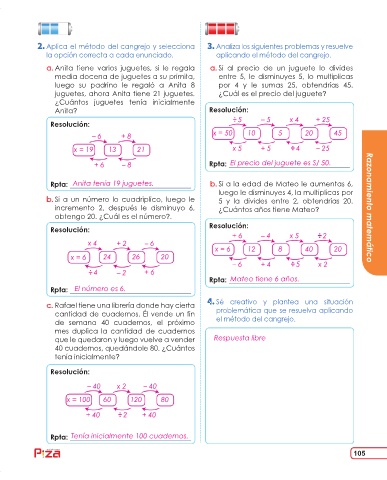 2. Aplica el método del cangrejo y selecciona
la opción correcta a cada enunciado.
a. Anita tiene varios juguetes, si le regala
media docena de juguetes a su primita,
luego su padrino le regaló a Anita 8
juguetes, ahora Anita tiene 21 juguetes.
¿Cuántos juguetes tenía inicialmente
Anita?
Resolución:
– 6 + 8
x = 19 13 21
+ 6 – 8
Rpta: Anita tenía 19 juguetes.
b. Si a un número lo cuadriplico, luego le
incremento 2, después le disminuyo 6,
obtengo 20. ¿Cuál es el número?.
Resolución:
x 4 + 2 – 6
x = 6 24 26 20
÷4 – 2 + 6
Rpta: El número es 6.
c. Rafael tiene una librería donde hay cierta
cantidad de cuadernos. Él vende un fin
de semana 40 cuadernos, el próximo
mes duplica la cantidad de cuadernos
que le quedaron y luego vuelve a vender
40 cuadernos, quedándole 80. ¿Cuántos
tenía inicialmente?
Resolución:
– 40 x 2 – 40
x = 100 60 120 80
+ 40 ÷2 + 40
Rpta: Tenía inicialmente 100 cuadernos.
3. Analiza los siguientes problemas y resuelve
aplicando el método del cangrejo.
a. Si al precio de un juguete lo divides
entre 5, le disminuyes 5, lo multiplicas
por 4 y le sumas 25, obtendrías 45.
¿Cuál es el precio del juguete?
Resolución:
÷5 – 5 x 4 + 25
x = 50 10 5 20 45
x 5 + 5 ÷4 – 25
Rpta: El precio del juguete es S/ 50.
b. Si a la edad de Mateo le aumentas 6,
luego le disminuyes 4, la multiplicas por
5 y la divides entre 2, obtendrías 20.
¿Cuántos años tiene Mateo?
Resolución:
+ 6 – 4 x 5 ÷2
x = 6 12 8 40 20
– 6 + 4 ÷5 x 2
Rpta: Mateo tiene 6 años.
4. Sé creativo y plantea una situación
problemática que se resuelva aplicando
el método del cangrejo.
Respuesta libre
Razonamiento matemático
Pizza
105